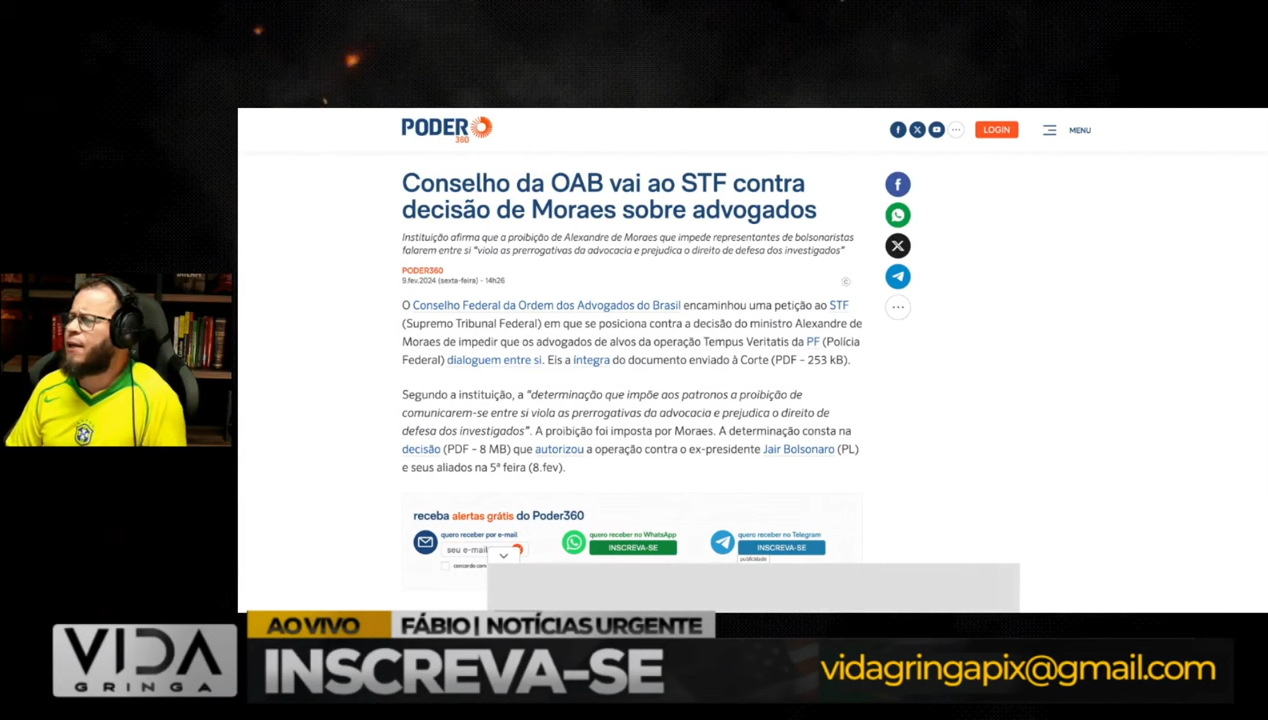 PODER
360
LOGIN
MENU
Conselho da OAB vai ao STF contra
decisão de Moraes sobre advogados
Instituição afirma que a proibição de Alexandre de Moraes que impede representantes de bolsonaristas
falarem entre si "viola as prerrogativas da advocacia e prejudica o direito de defesa dos investigados"
PODER360
9.fev.2024 (sexta-feira) - 14h26
O Conselho Federal da Ordem dos Advogados do Brasil encaminhou uma petição ao STF
(Supremo Tribunal Federal) em que se posiciona contra a decisão do ministro Alexandre de
Moraes de impedir que os advogados de alvos da operação Tempus Veritatis da PF (Polícia
Federal) dialoguem entre si. Eis a íntegra do documento enviado à Corte (PDF – 253 kB).
Segundo a instituição, a "determinação que impõe aos patronos a proibição de
comunicarem-se entre si viola as prerrogativas da advocacia e prejudica o direito de
defesa dos investigados". A proibição foi imposta por Moraes. A determinação consta na
decisão (PDF – 8 MB) que autorizou a operação contra o ex-presidente Jair Bolsonaro (PL)
e seus aliados na 5ª feira (8.fev).
receba alertas grátis do Poder360
quero receber por e-mail
seu e-mail
concordo com
quero receber no WhatsApp
INSCREVA-SE
quero receber no Telegram
INSCREVA-SE
publicidade
VIDA
GRINGA
AO VIVO
FÁBIO | NOTÍCIAS URGENTE
INSCREVA-SE
vidagringapix@gmail.com